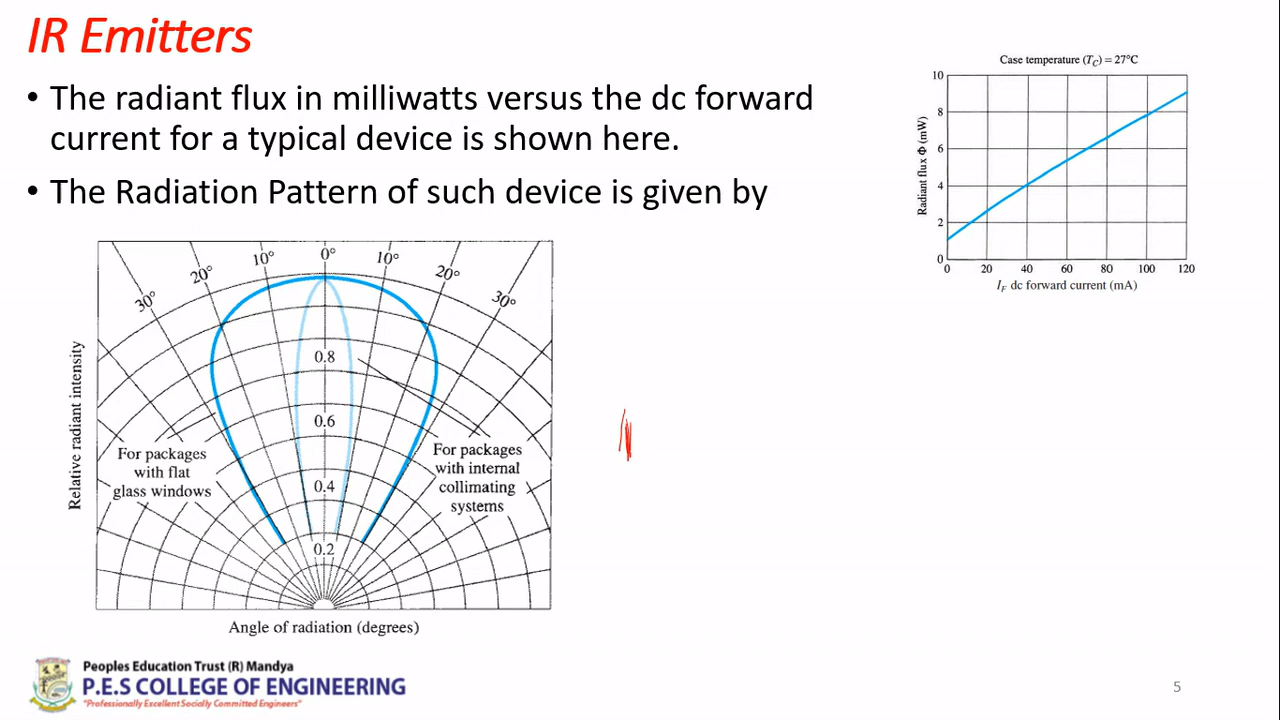 IR Emitters
• The radiant flux in milliwatts versus the dc forward
current for a typical device is shown here.
• The Radiation Pattern of such device is given by
Case temperature (T_C) = 27°C
10
8
6
4
2
0
Radiant flux Φ (mW)
0 20 40 60 80 100 120
I_F dc forward current (mA)
30° 20° 10° 0° 10° 20° 30°
Relative radiant intensity
0.8
0.6
0.4
0.2
For packages
with flat
glass windows
For packages
with internal
collimating
systems
Angle of radiation (degrees)
Peoples Education Trust (R) Mandya
P.E.S COLLEGE OF ENGINEERING
"Professionally Excellent Socially Committed Engineers"
5